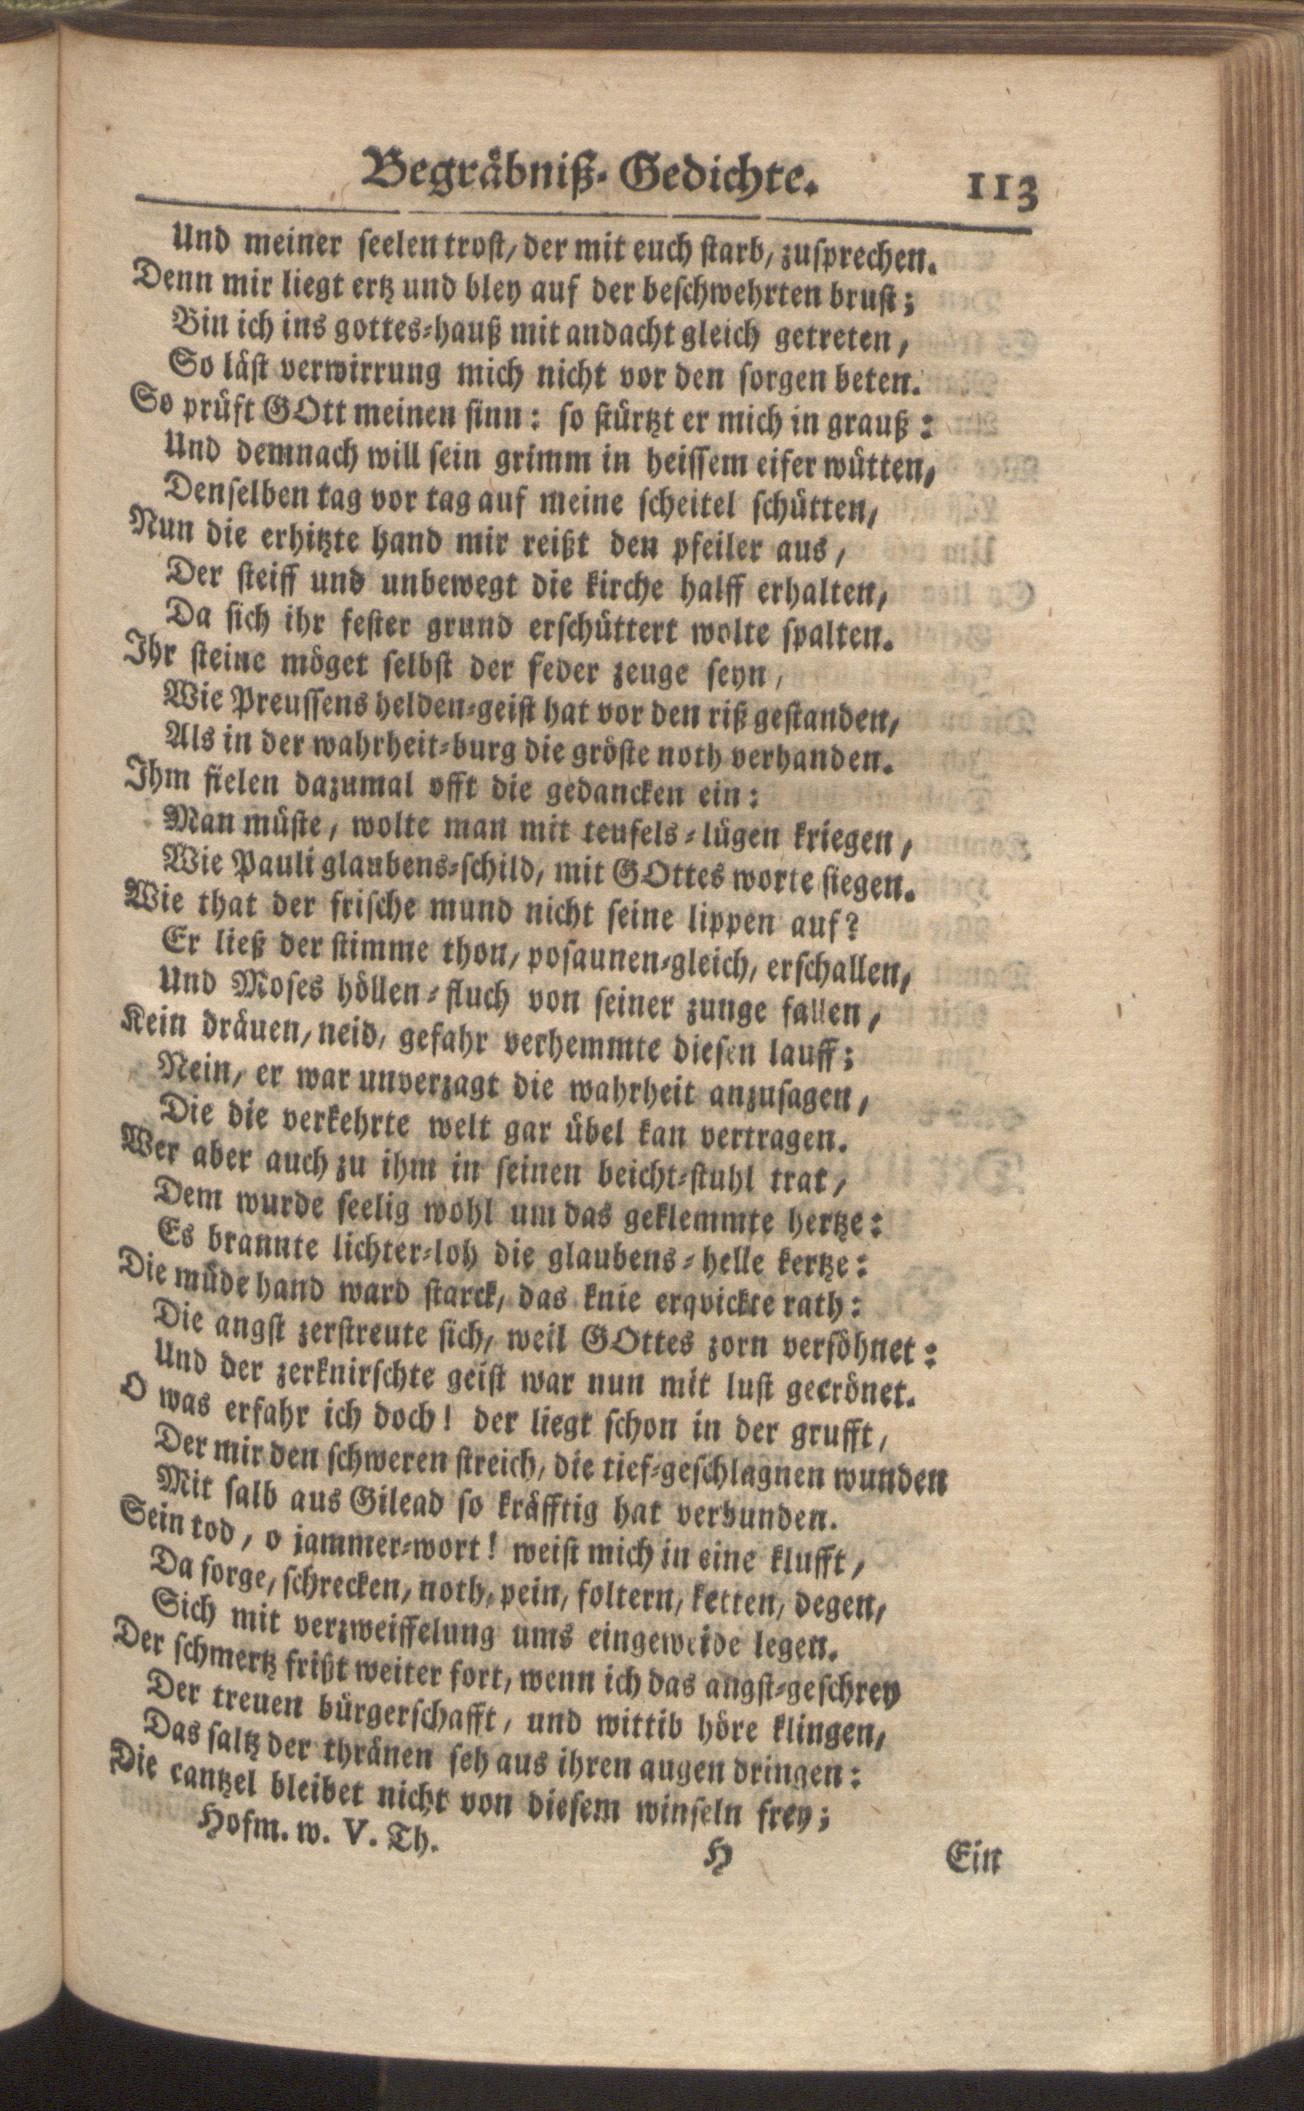 Begräbniß-Gedichte. 113
Und meiner seelen trost/ der mit euch starb/ zusprechen.
Denn mir liegt ertz und bley auf der beschwehrten brust;
Bin ich ins gottes-hauß mit andacht gleich getreten/
So läst verwirrung mich nicht vor den sorgen beten.
So prüft GOtt meinen sinn: so stürtzt er mich in grauß:
Und demnach will sein grimm in heissem eifer wütten/
Denselben tag vor tag auf meine scheitel schütten/
Nun die erhitzte hand mir reißt den pfeiler aus/
Der steiff und unbewegt die kirche halff erhalten/
Da sich ihr fester grund erschüttert wolte spalten.
Ihr steine möget selbst der feder zeuge seyn/
Wie Preussens helden-geist hat vor den riß gestanden/
Als in der wahrheit-burg die gröste noth verhanden.
Ihm fielen dazumal offt die gedancken ein:
Man müste/ wolte man mit teufels-lügen kriegen/
Wie Pauli glaubens-schild/ mit GOttes worte siegen.
Wie that der frische mund nicht seine lippen auf?
Er ließ der stimme thon/ posaunen-gleich/ erschallen/
Und Moses höllen-fluch von seiner zunge fallen/
Kein dräuen/ neid/ gefahr verhemmte diesen lauff;
Nein/ er war unverzagt die wahrheit anzusagen/
Die die verkehrte welt gar übel kan vertragen.
Wer aber auch zu ihm in seinen beicht-stuhl trat/
Dem wurde seelig wohl um das geklemmte hertze:
Es brannte lichter-loh die glaubens-helle kertze:
Die müde hand ward starck/ das knie erqvickte rath:
Die angst zerstreute sich/ weil GOttes zorn versöhnet:
Und der zerknirschte geist war nun mit lust gecrönet.
O was erfahr ich doch! der liegt schon in der grufft/
Der mir den schweren streich/ die tief-geschlagnen wunden
Mit salb aus Gilead so kräfftig hat verbunden.
Sein tod/ o jammer-wort! weist mich in eine klufft/
Da sorge/ schrecken/ noth/ pein/ foltern/ ketten/ degen/
Sich mit verzweiffelung ums eingeweide legen.
Der schmertz frißt weiter fort/ wenn ich das angst-geschrey
Der treuen bürgerschafft/ und wittib höre klingen/
Das saltz der thränen seh aus ihren augen dringen:
Die cantzel bleibet nicht von diesem winseln frey;
Hofm. w. V. Th. H Ein